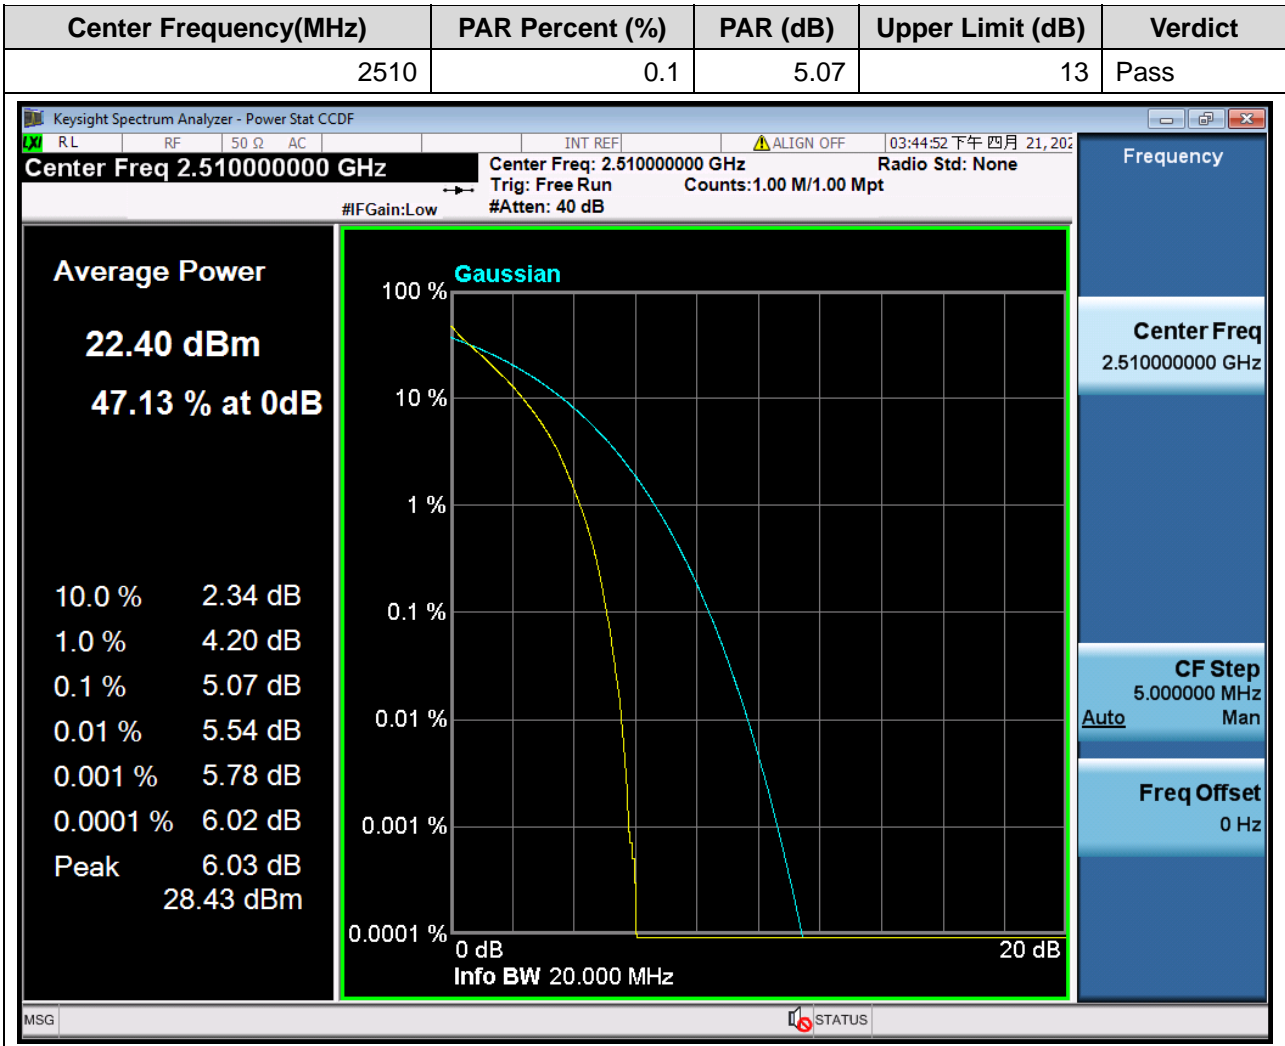 Center Frequency(MHz) PAR Percent (%) PAR (dB) Upper Limit (dB) Verdict
2510 0.1 5.07 13 Pass
Keysight Spectrum Analyzer - Power Stat CCDF
LXI RL RF 50 Ω AC INT REF ALIGN OFF 03:44:52 下午 四月 21, 202
Center Freq 2.510000000 GHz
Center Freq: 2.510000000 GHz Radio Std: None
Trig: Free Run Counts:1.00 M/1.00 Mpt
#IFGain:Low #Atten: 40 dB
Frequency
Average Power
22.40 dBm
47.13 % at 0dB
10.0 % 2.34 dB
1.0 % 4.20 dB
0.1 % 5.07 dB
0.01 % 5.54 dB
0.001 % 5.78 dB
0.0001 % 6.02 dB
Peak 6.03 dB
28.43 dBm
Gaussian
100 %
10 %
1 %
0.1 %
0.01 %
0.001 %
0.0001 %
0 dB 20 dB
Info BW 20.000 MHz
Center Freq
2.510000000 GHz
CF Step
5.000000 MHz
Auto Man
Freq Offset
0 Hz
MSG STATUS